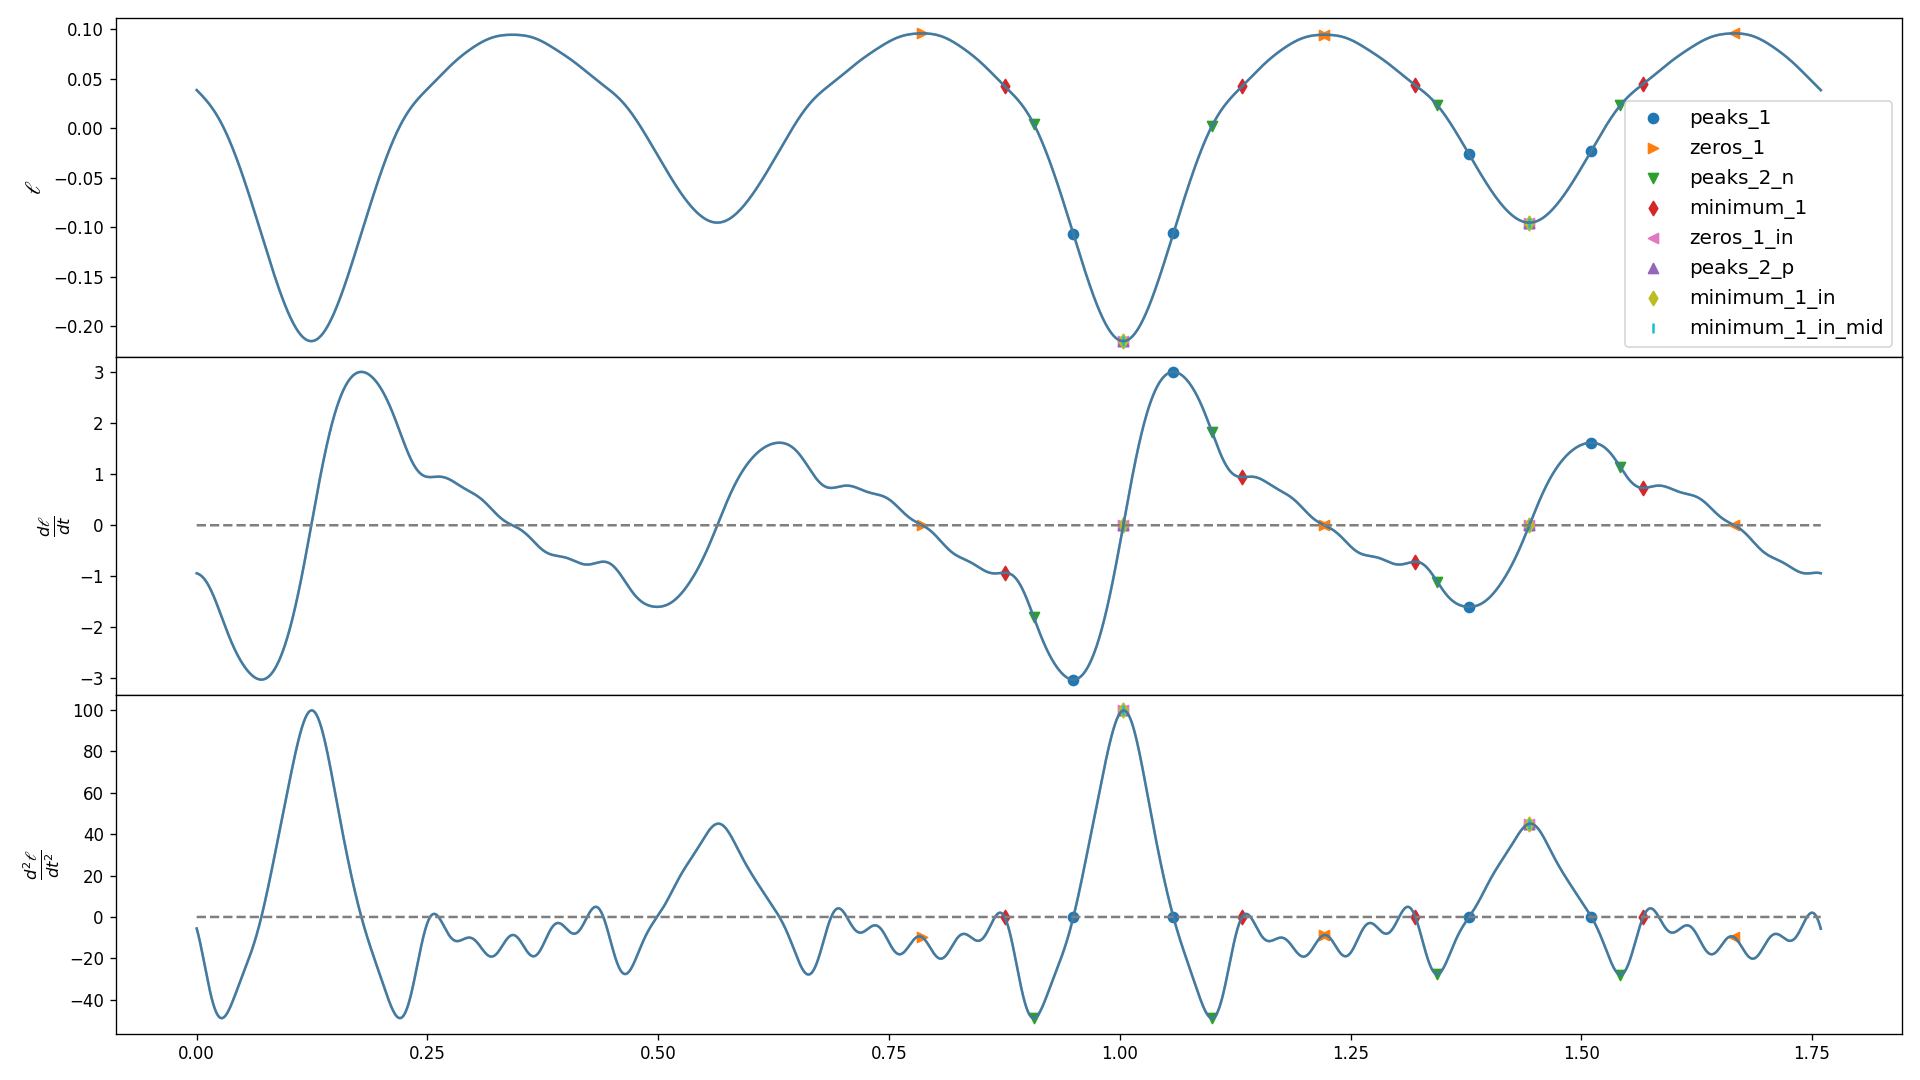 0.10
0.05
0.00
−0.05
−0.10
−0.15
−0.20
ℓ
peaks_1
zeros_1
peaks_2_n
minimum_1
zeros_1_in
peaks_2_p
minimum_1_in
minimum_1_in_mid
3
2
1
0
−1
−2
−3
dℓ
dt
100
80
60
40
20
0
−20
−40
d²ℓ
dt²
0.00 0.25 0.50 0.75 1.00 1.25 1.50 1.75